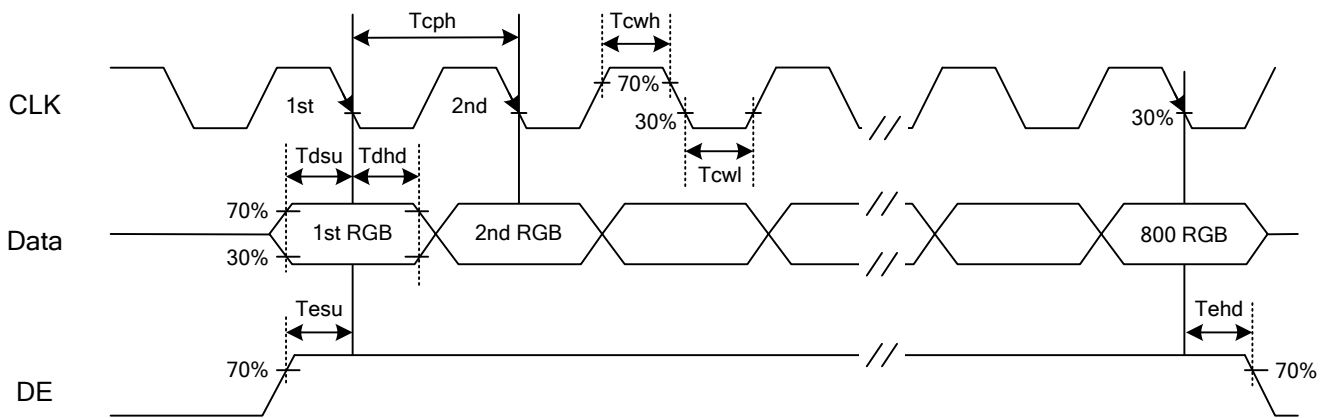 Tcph
Tcwh
CLK
1st
2nd
70%
30%
30%
Tcwl
Tdsu
Tdhd
Data
70%
30%
1st RGB
2nd RGB
800 RGB
Tesu
Tehd
DE
70%
70%